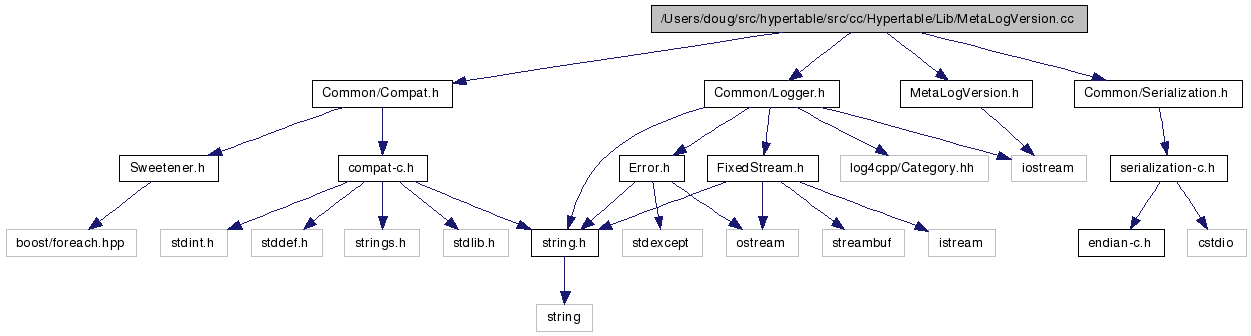 /Users/doug/src/hypertable/src/cc/Hypertable/Lib/MetaLogVersion.cc
Common/Compat.h
Common/Logger.h
MetaLogVersion.h
Common/Serialization.h
Sweetener.h
compat-c.h
Error.h
FixedStream.h
log4cpp/Category.hh
iostream
serialization-c.h
boost/foreach.hpp
stdint.h
stddef.h
strings.h
stdlib.h
string.h
stdexcept
ostream
streambuf
istream
endian-c.h
cstdio
string